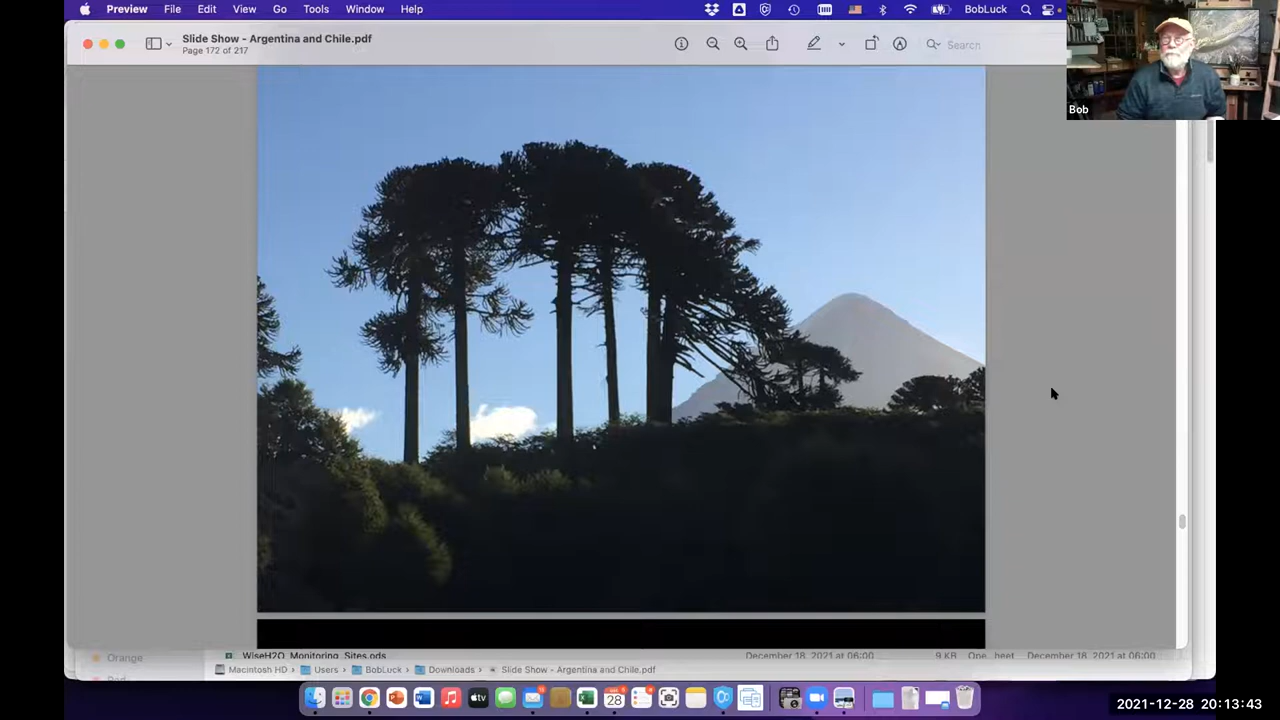 Preview File Edit View Go Tools Window Help BobLuck
Slide Show - Argentina and Chile.pdf
Page 172 of 217
Search
Bob
Orange
WiseH2O_Monitoring_Sites.ods December 18, 2021 at 06:00 9 KB Ope...heet December 18, 2021 at 06:00
Macintosh HD Users BobLuck Downloads Slide Show - Argentina and Chile.pdf
28
2021-12-28 20:13:43